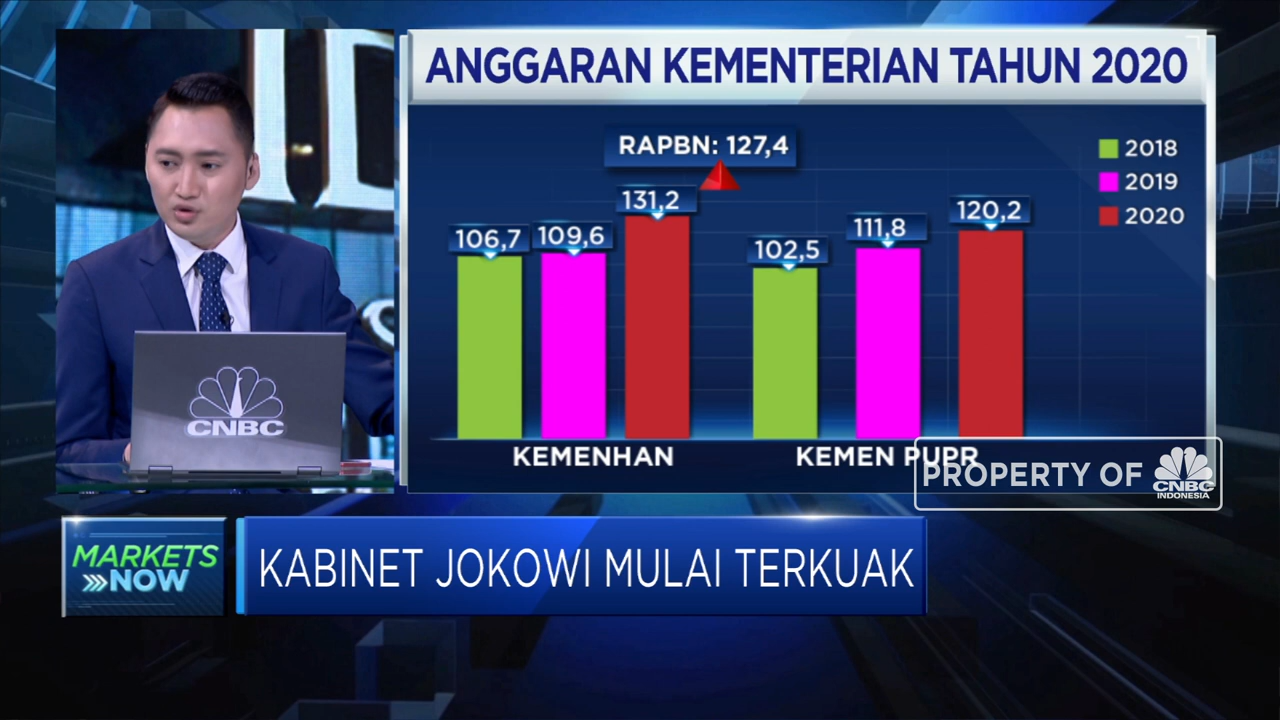 ANGGARAN KEMENTERIAN TAHUN 2020
RAPBN: 127,4
2018
2019
2020
106,7
109,6
131,2
102,5
111,8
120,2
KEMENHAN
KEMEN PUPR
CNBC
PROPERTY OF CNBC INDONESIA
MARKETS NOW
KABINET JOKOWI MULAI TERKUAK